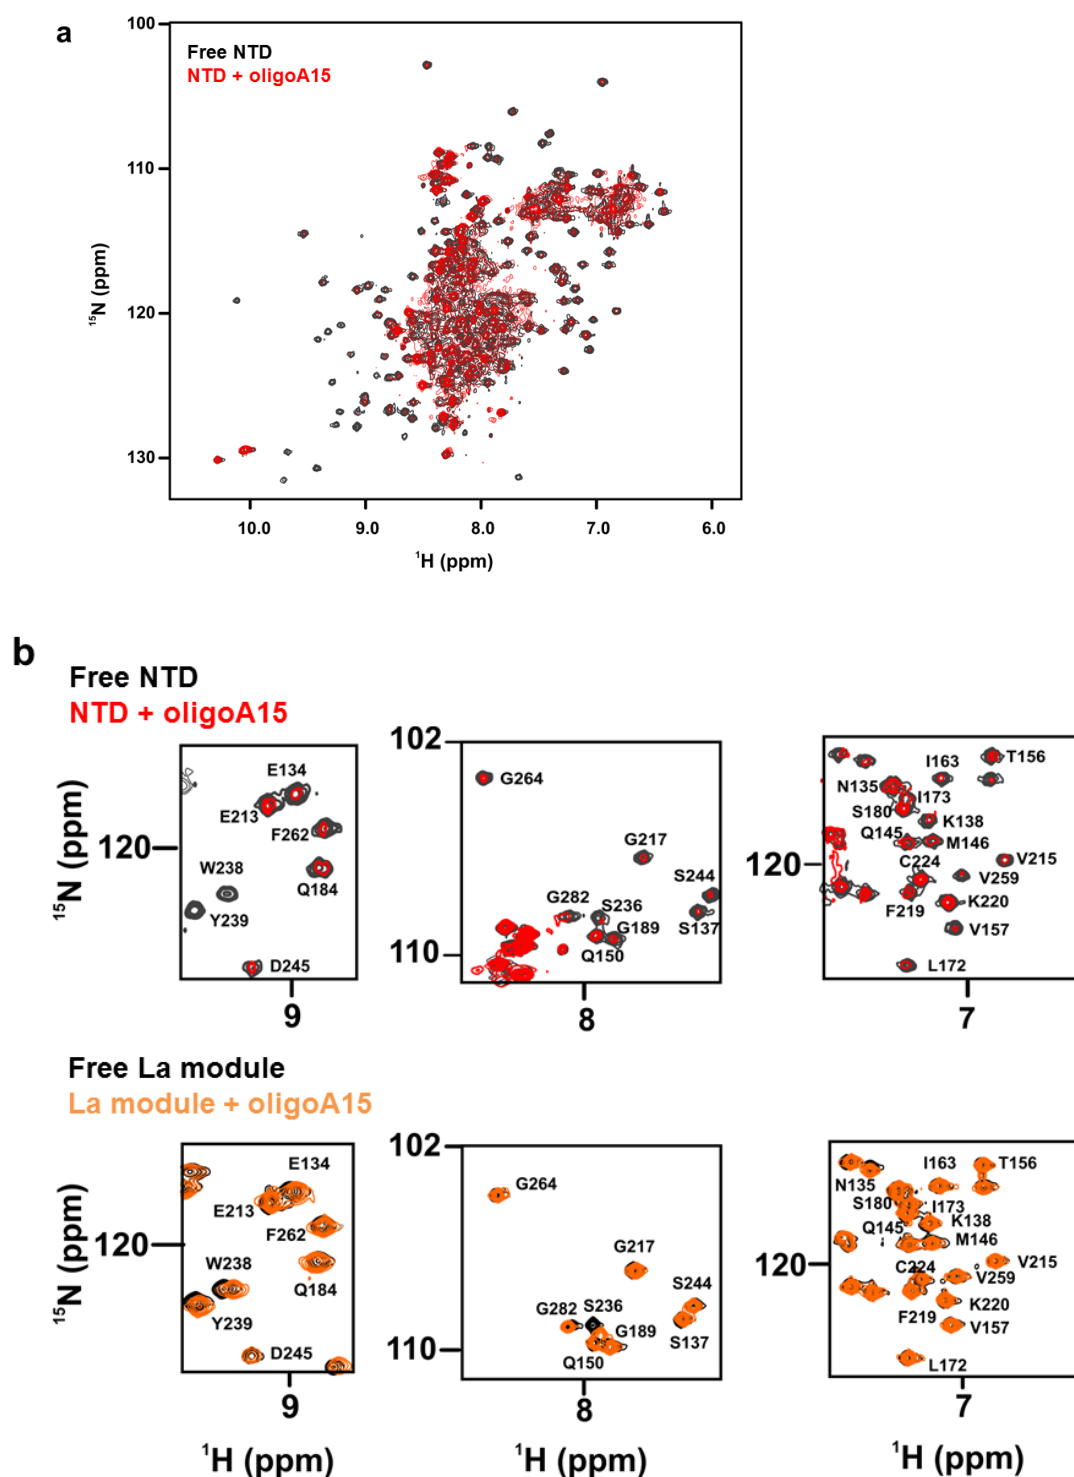 a
Free NTD
NTD + oligoA15
100
110
120
130
¹⁵N (ppm)
10.0 9.0 8.0 7.0 6.0
¹H (ppm)
b
Free NTD
NTD + oligoA15
¹⁵N (ppm)
120
E134
E213
F262
W238
Q184
Y239
D245
9
102
110
G264
G217
S244
G282
S236
S137
G189
Q150
8
120
I163
T156
N135
I173
S180
K138
Q145
M146
C224
V215
V259
F219
K220
V157
L172
7
Free La module
La module + oligoA15
¹⁵N (ppm)
120
E134
E213
F262
W238
Q184
Y239
D245
9
¹H (ppm)
102
110
G264
G217
S244
G282
S236
G189
S137
Q150
8
¹H (ppm)
120
I163
T156
N135
S180
I173
K138
Q145
M146
C224
V215
V259
F219
K220
V157
L172
7
¹H (ppm)